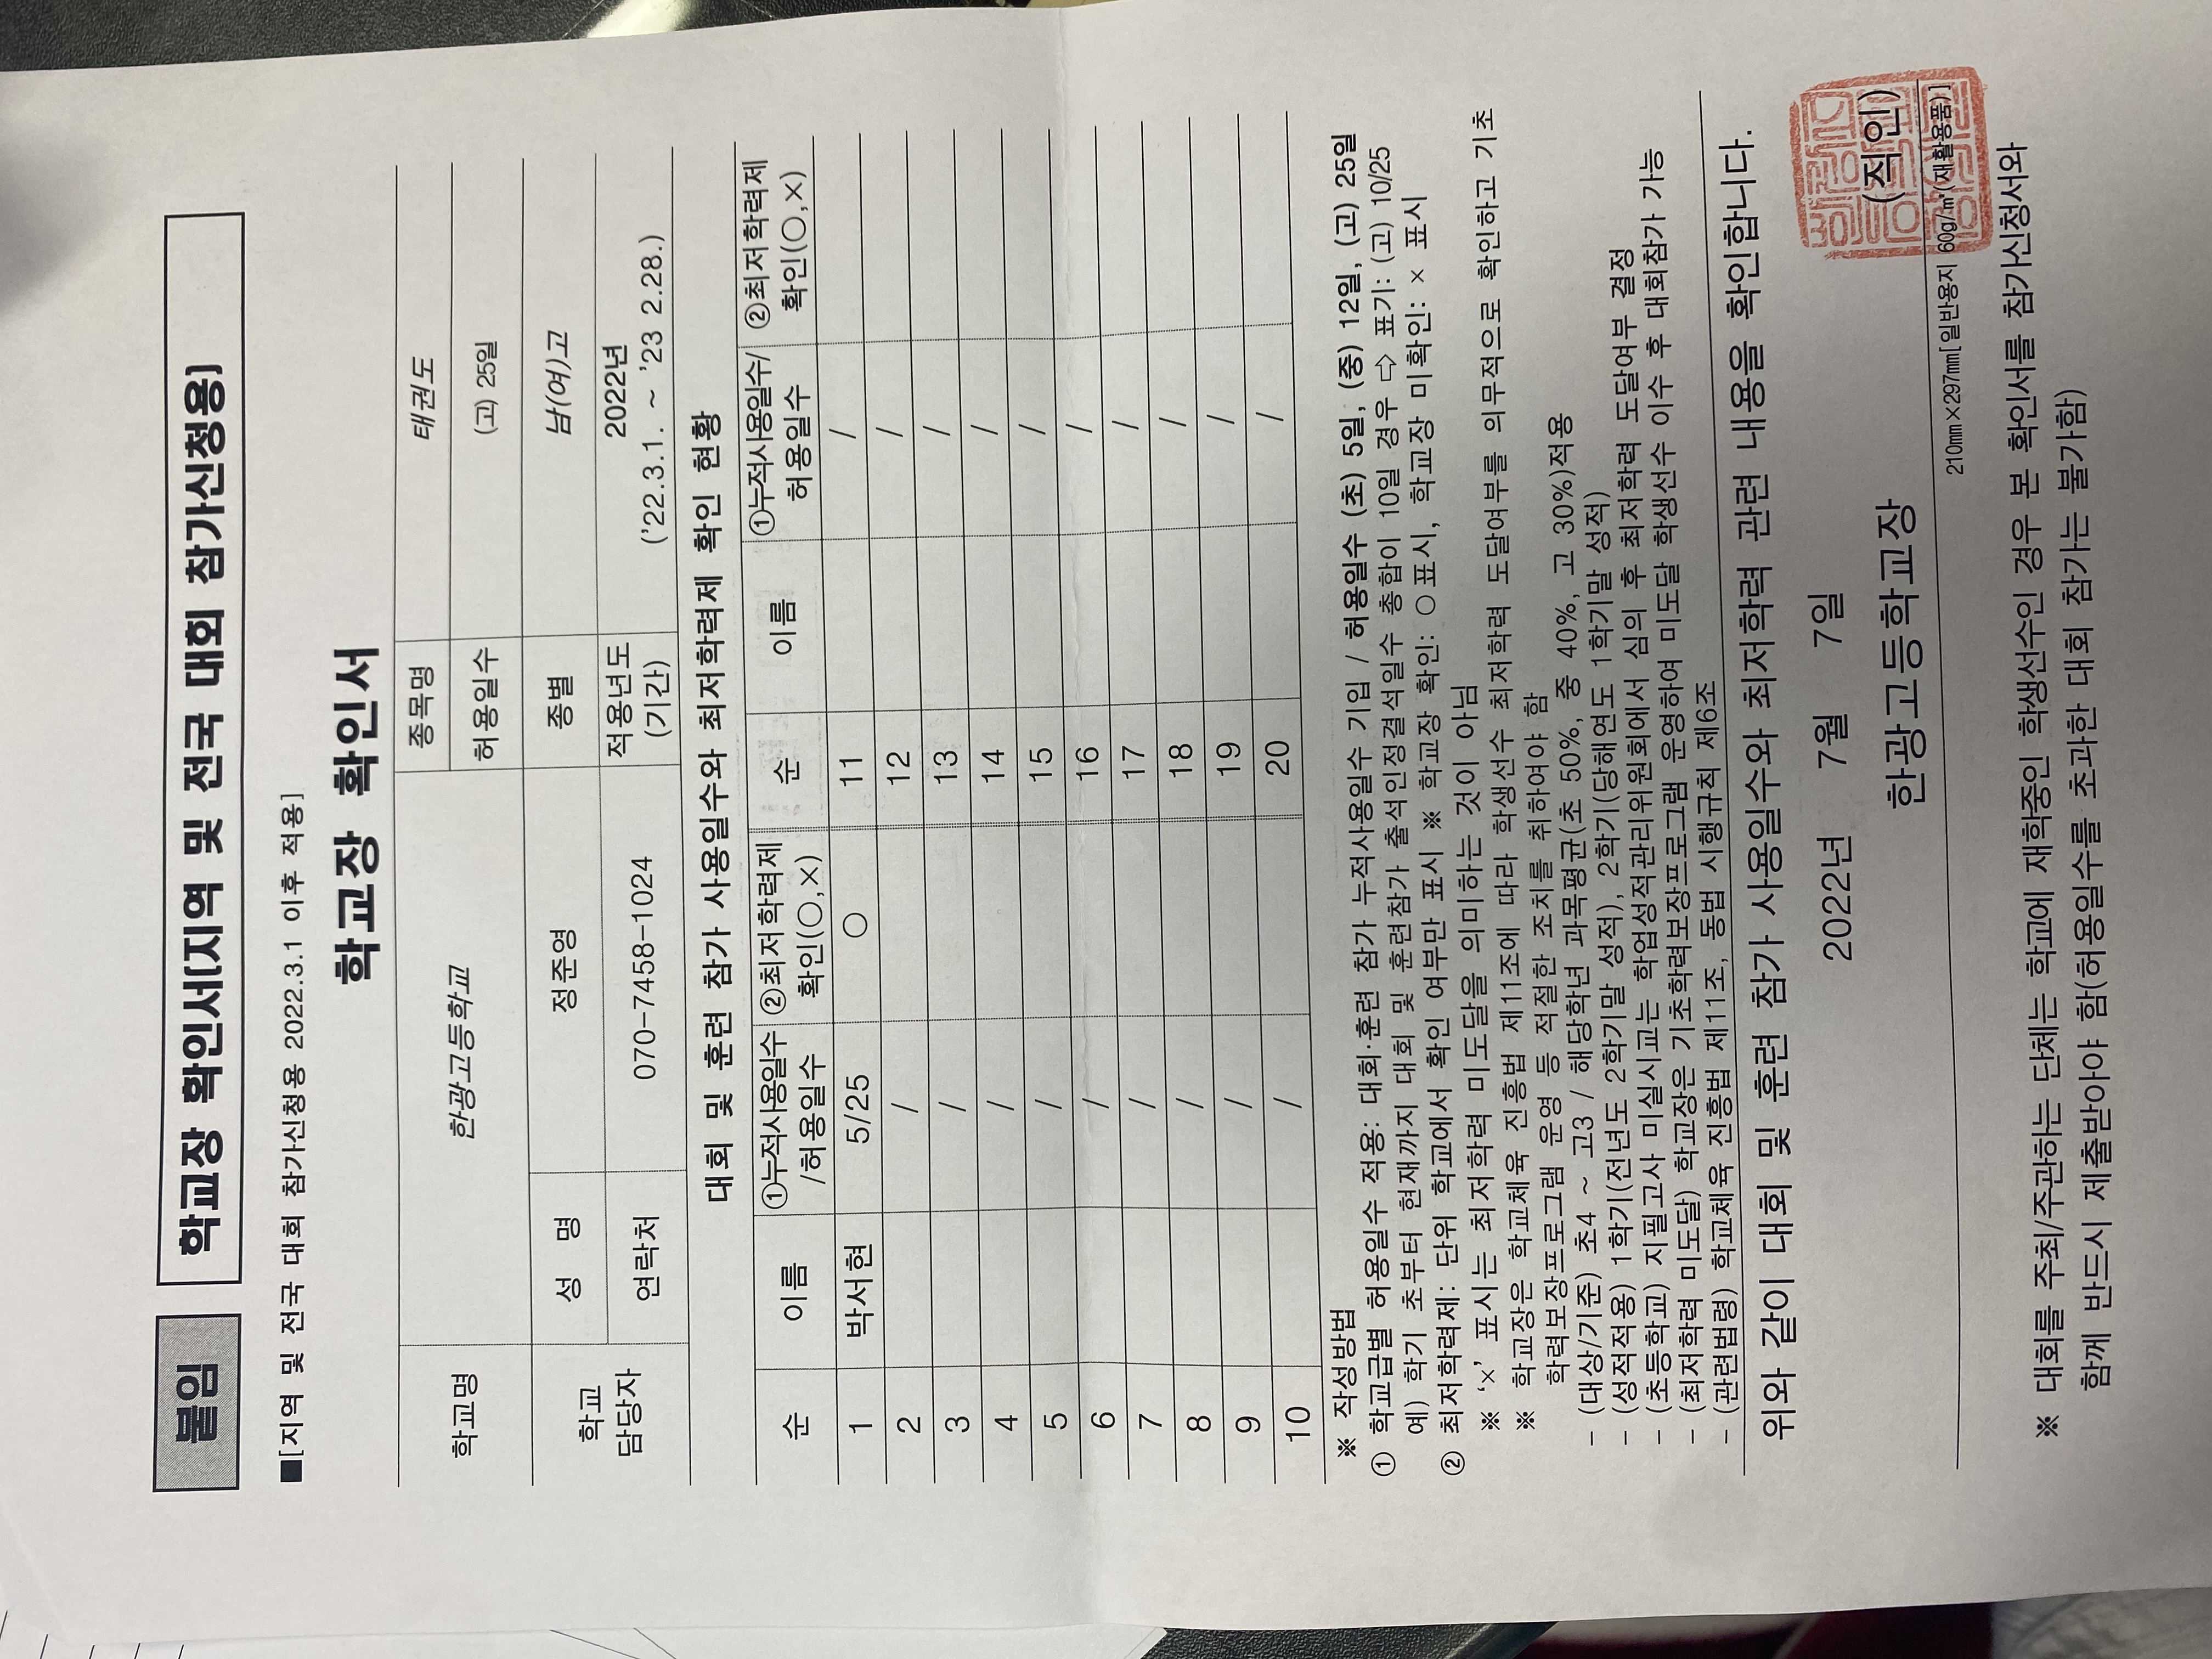 붙임 학교장 확인서[지역 및 전국 대회 참가신청용]
■[지역 및 전국 대회 참가신청용 2022.3.1 이후 적용]
학교장 확인서
학교명 한광고등학교 종목명 태권도
허용일수 (고) 25일
학교 담당자 성 명 정준영 종별 남(여)고
연락처 070-7458-1024 적용년도 (기간) 2022년 ('22.3.1. ~ '23 2.28.)
대회 및 훈련 참가 사용일수와 최저학력제 확인 현황
순 이름 ①누적사용일수 /허용일수 ②최저학력제 확인(○,×) 순 이름 ①누적사용일수/ 허용일수 ②최저학력제 확인(○,×)
1 박서현 5/25 ○ 11 /
2 / 12 /
3 / 13 /
4 / 14 /
5 / 15 /
6 / 16 /
7 / 17 /
8 / 18 /
9 / 19 /
10 / 20 /
※ 작성방법
① 학교급별 허용일수 적용: 대회·훈련 참가 누적사용일수 기입 / 허용일수 (초) 5일, (중) 12일, (고) 25일
예) 학기 초부터 현재까지 대회 및 훈련참가 출석인정결석일수 총합이 10일 경우 ⇨ 표기: (고) 10/25
② 최저학력제: 단위 학교에서 확인 여부만 표시 ※ 학교장 확인: ○ 표시, 학교장 미확인: × 표시
※ '×' 표시는 최저학력 미도달을 의미하는 것이 아님
※ 학교장은 학교체육 진흥법 제11조에 따라 학생선수 최저학력 도달여부를 의무적으로 확인하고 기초
학력보장프로그램 운영 등 적절한 조치를 취하여야 함
- (대상/기준) 초4 ~ 고3 / 해당학년 과목평균(초 50%, 중 40%, 고 30%)적용
- (성적적용) 1학기(전년도 2학기말 성적), 2학기(당해연도 1학기말 성적)
- (초등학교) 지필고사 미실시교는 학업성적관리위원회에서 심의 후 최저학력 도달여부 결정
- (최저학력 미도달) 학교장은 기초학력보장프로그램 운영하여 미도달 학생선수 이수 후 대회참가 가능
- (관련법령) 학교체육 진흥법 제11조, 동법 시행규칙 제6조
위와 같이 대회 및 훈련 참가 사용일수와 최저학력 관련 내용을 확인합니다.
2022년 7월 7일
한광고등학교장 (직인)
210㎜×297㎜[일반용지 60g/㎡(재활용품)]
※ 대회를 주최/주관하는 단체는 학교에 재학중인 학생선수인 경우 본 확인서를 참가신청서와
함께 반드시 제출받아야 함(허용일수를 초과한 대회 참가는 불가함)